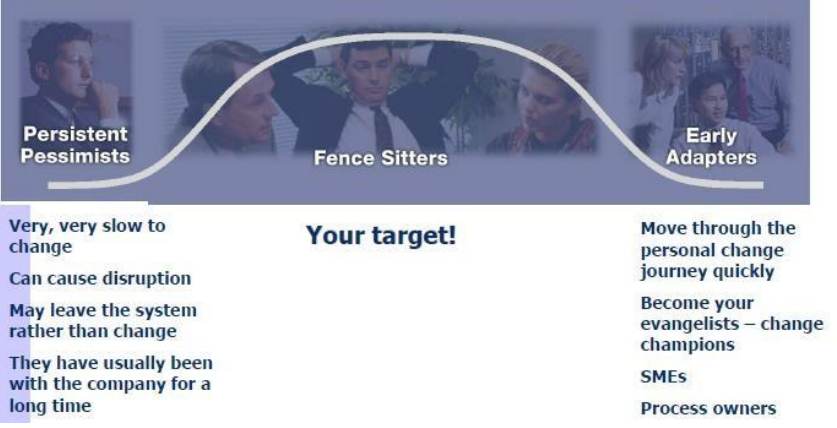 Persistent
Pessimists
Fence Sitters
Early
Adapters
Very, very slow to
change
Can cause disruption
May leave the system
rather than change
They have usually been
with the company for a
long time
Your target!
Move through the
personal change
journey quickly
Become your
evangelists – change
champions
SMEs
Process owners